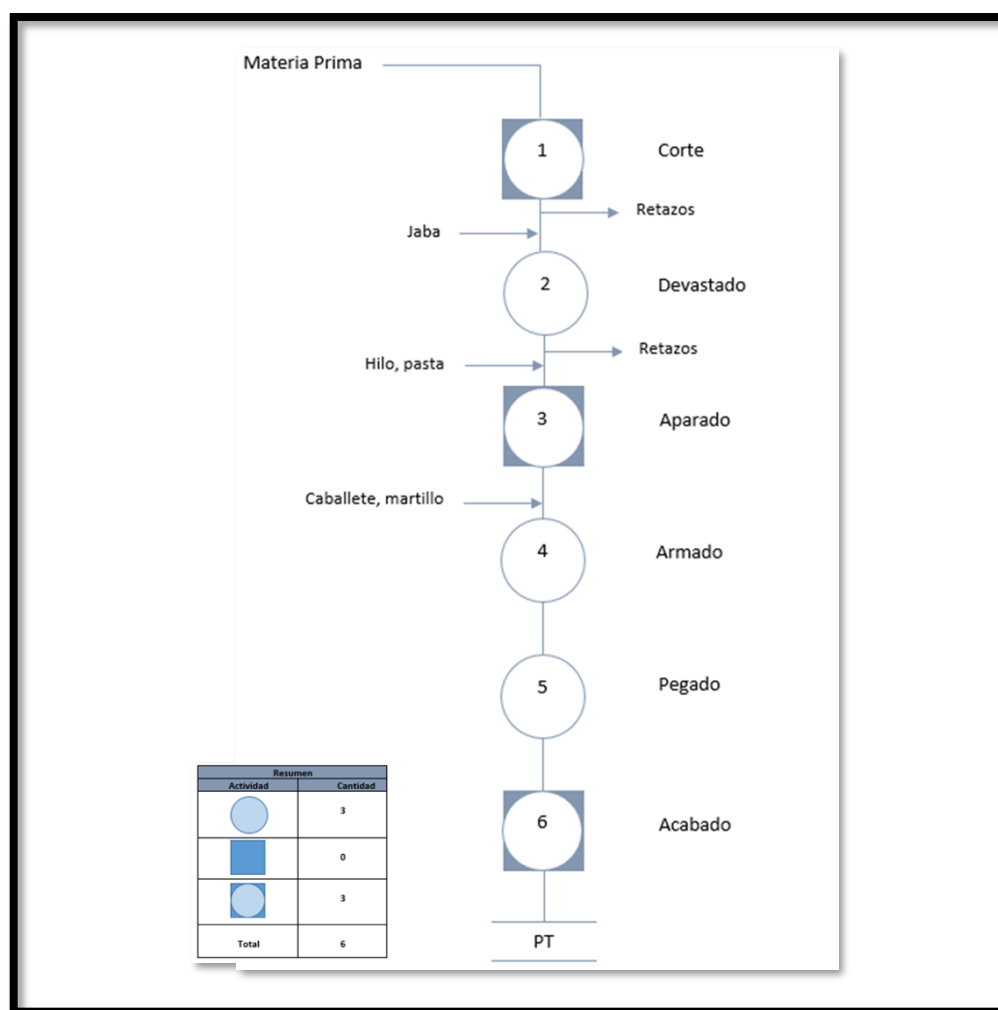 Materia Prima
1
Corte
Retazos
Jaba
2
Devastado
Retazos
Hilo, pasta
3
Aparado
Caballete, martillo
4
Armado
5
Pegado
6
Acabado
PT
Resumen
Actividad Cantidad
3
0
3
Total 6